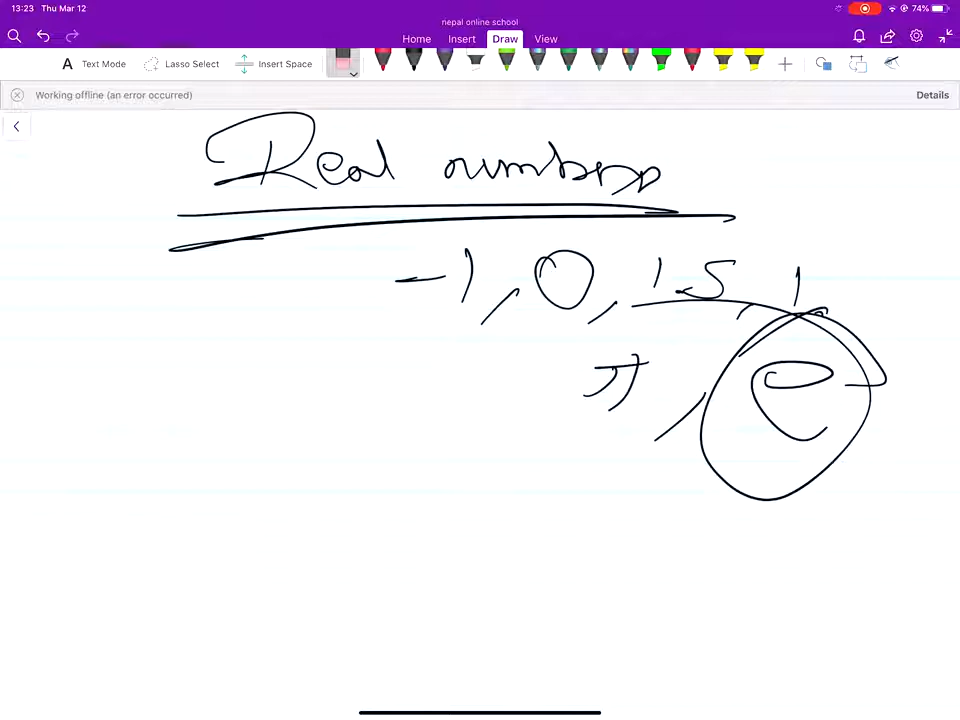 13:23 Thu Mar 12
74%
nepal online school
Home Insert Draw View
A Text Mode Lasso Select Insert Space
Working offline (an error occurred) Details
Real numbers
-1, 0, 1.5, 1
π, e